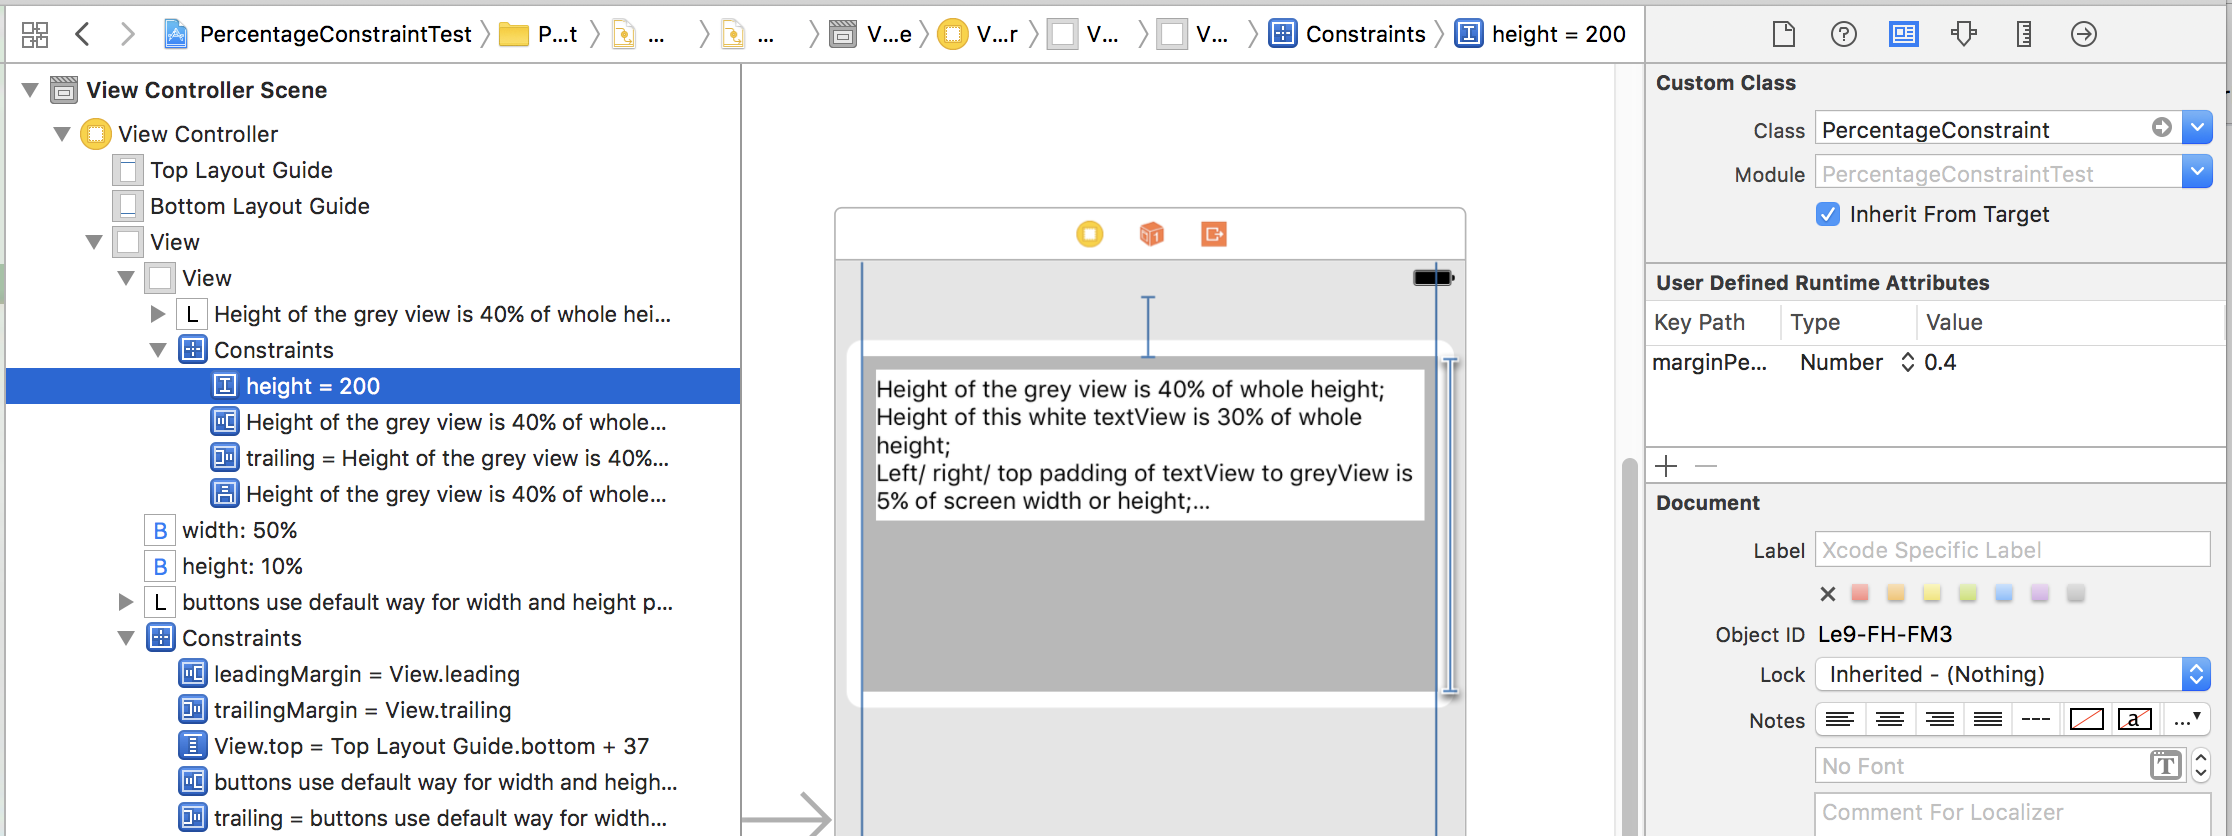 PercentageConstraintTest P...t ... ... V...e V...r V... V... Constraints height = 200
View Controller Scene
View Controller
Top Layout Guide
Bottom Layout Guide
View
View
L Height of the grey view is 40% of whole hei...
Constraints
height = 200
Height of the grey view is 40% of whole...
trailing = Height of the grey view is 40%...
Height of the grey view is 40% of whole...
B width: 50%
B height: 10%
L buttons use default way for width and height p...
Constraints
leadingMargin = View.leading
trailingMargin = View.trailing
View.top = Top Layout Guide.bottom + 37
buttons use default way for width and heigh...
trailing = buttons use default way for width...
1
Height of the grey view is 40% of whole height;
Height of this white textView is 30% of whole
height;
Left/ right/ top padding of textView to greyView is
5% of screen width or height;...
Custom Class
Class PercentageConstraint
Module PercentageConstraintTest
Inherit From Target
User Defined Runtime Attributes
Key Path Type Value
marginPe... Number 0.4
Document
Label Xcode Specific Label
Object ID Le9-FH-FM3
Lock Inherited - (Nothing)
Notes --- a ...
No Font T
Comment For Localizer